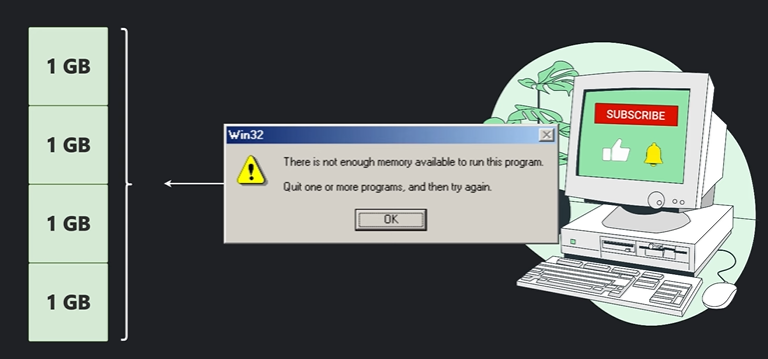 1 GB
1 GB
1 GB
1 GB
Win32
There is not enough memory available to run this program.
Quit one or more programs, and then try again.
OK
SUBSCRIBE